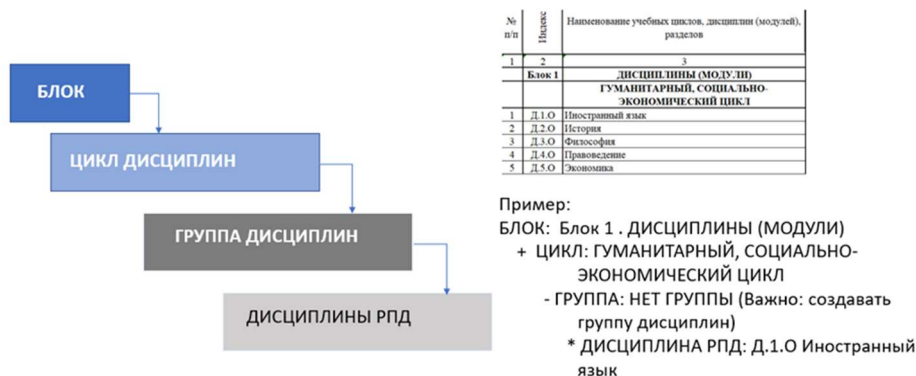 БЛОК
ЦИКЛ ДИСЦИПЛИН
ГРУППА ДИСЦИПЛИН
ДИСЦИПЛИНЫ РПД
№ п/п Индекс Наименование учебных циклов, дисциплин (модулей), разделов
1 2 3
Блок 1 ДИСЦИПЛИНЫ (МОДУЛИ)
ГУМАНИТАРНЫЙ, СОЦИАЛЬНО-
ЭКОНОМИЧЕСКИЙ ЦИКЛ
1 Д.1.О Иностранный язык
2 Д.2.О История
3 Д.3.О Философия
4 Д.4.О Правоведение
5 Д.5.О Экономика
Пример:
БЛОК: Блок 1 . ДИСЦИПЛИНЫ (МОДУЛИ)
+ ЦИКЛ: ГУМАНИТАРНЫЙ, СОЦИАЛЬНО-
ЭКОНОМИЧЕСКИЙ ЦИКЛ
- ГРУППА: НЕТ ГРУППЫ (Важно: создавать
группу дисциплин)
* ДИСЦИПЛИНА РПД: Д.1.О Иностранный
язык